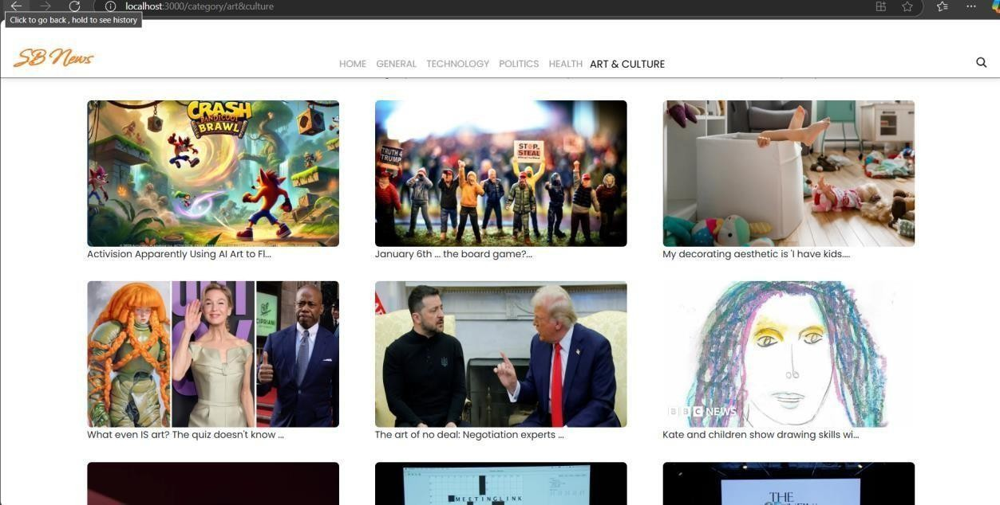 localhost:3000/category/art&culture
Click to go back, hold to see history
SB News
HOME GENERAL TECHNOLOGY POLITICS HEALTH ART & CULTURE
CRASH
BANDICOOT
BRAWL
TRUTH 4
TRUMP
STOP
STEAL
Activision Apparently Using AI Art to Fl...
January 6th ... the board game?...
My decorating aesthetic is 'I have kids....
CIPRIANI
BBC NEWS
What even IS art? The quiz doesn't know ...
The art of no deal: Negotiation experts ...
Kate and children show drawing skills wi...
MEETINGLINK
THE